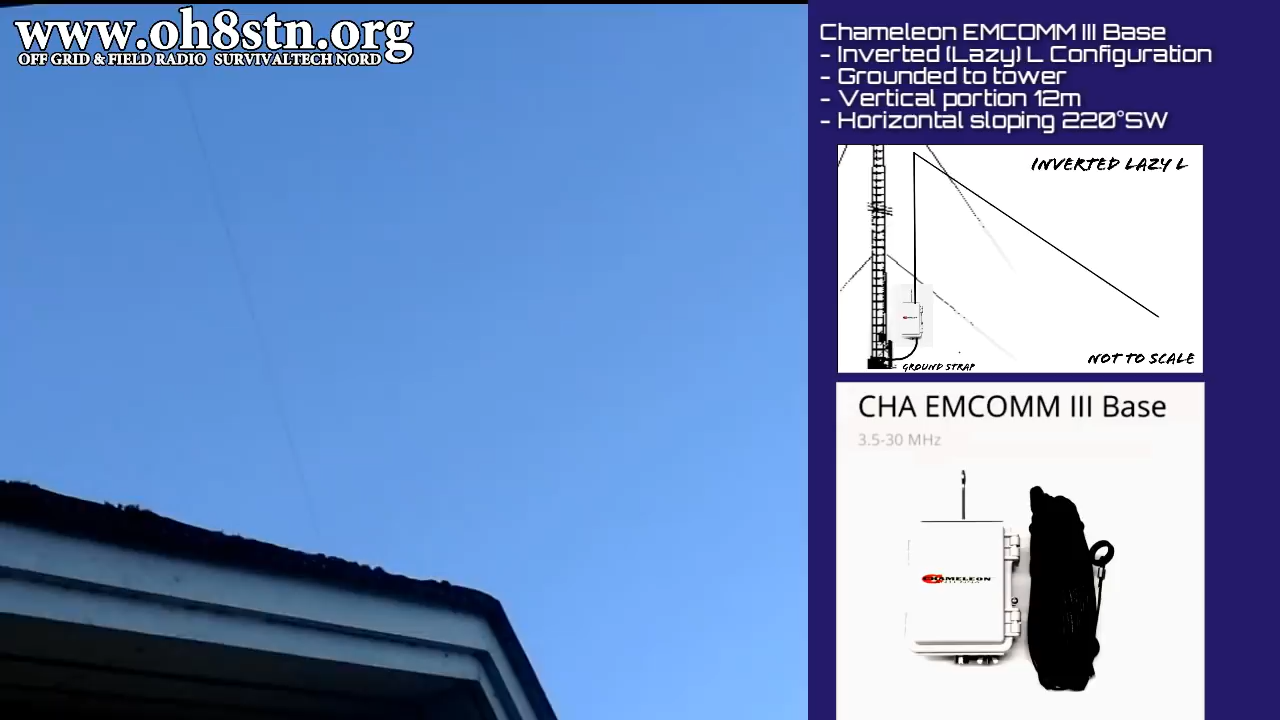 www.oh8stn.org
OFF GRID & FIELD RADIO SURVIVALTECH NORD
Chameleon EMCOMM III Base
- Inverted (Lazy) L Configuration
- Grounded to tower
- Vertical portion 12m
- Horizontal sloping 220°SW
INVERTED LAZY L
NOT TO SCALE
GROUND STRAP
CHA EMCOMM III Base
3.5-30 MHz
CHAMELEON